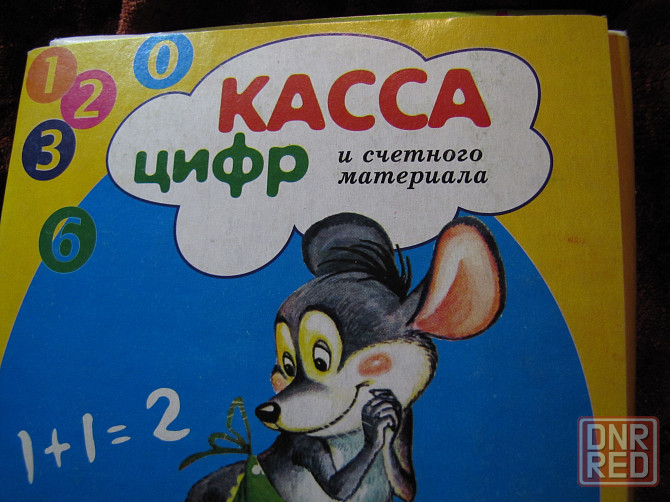 0
1
2
3
6
КАССА
цифр
и счетного
материала
1+1=2
DNR
RED